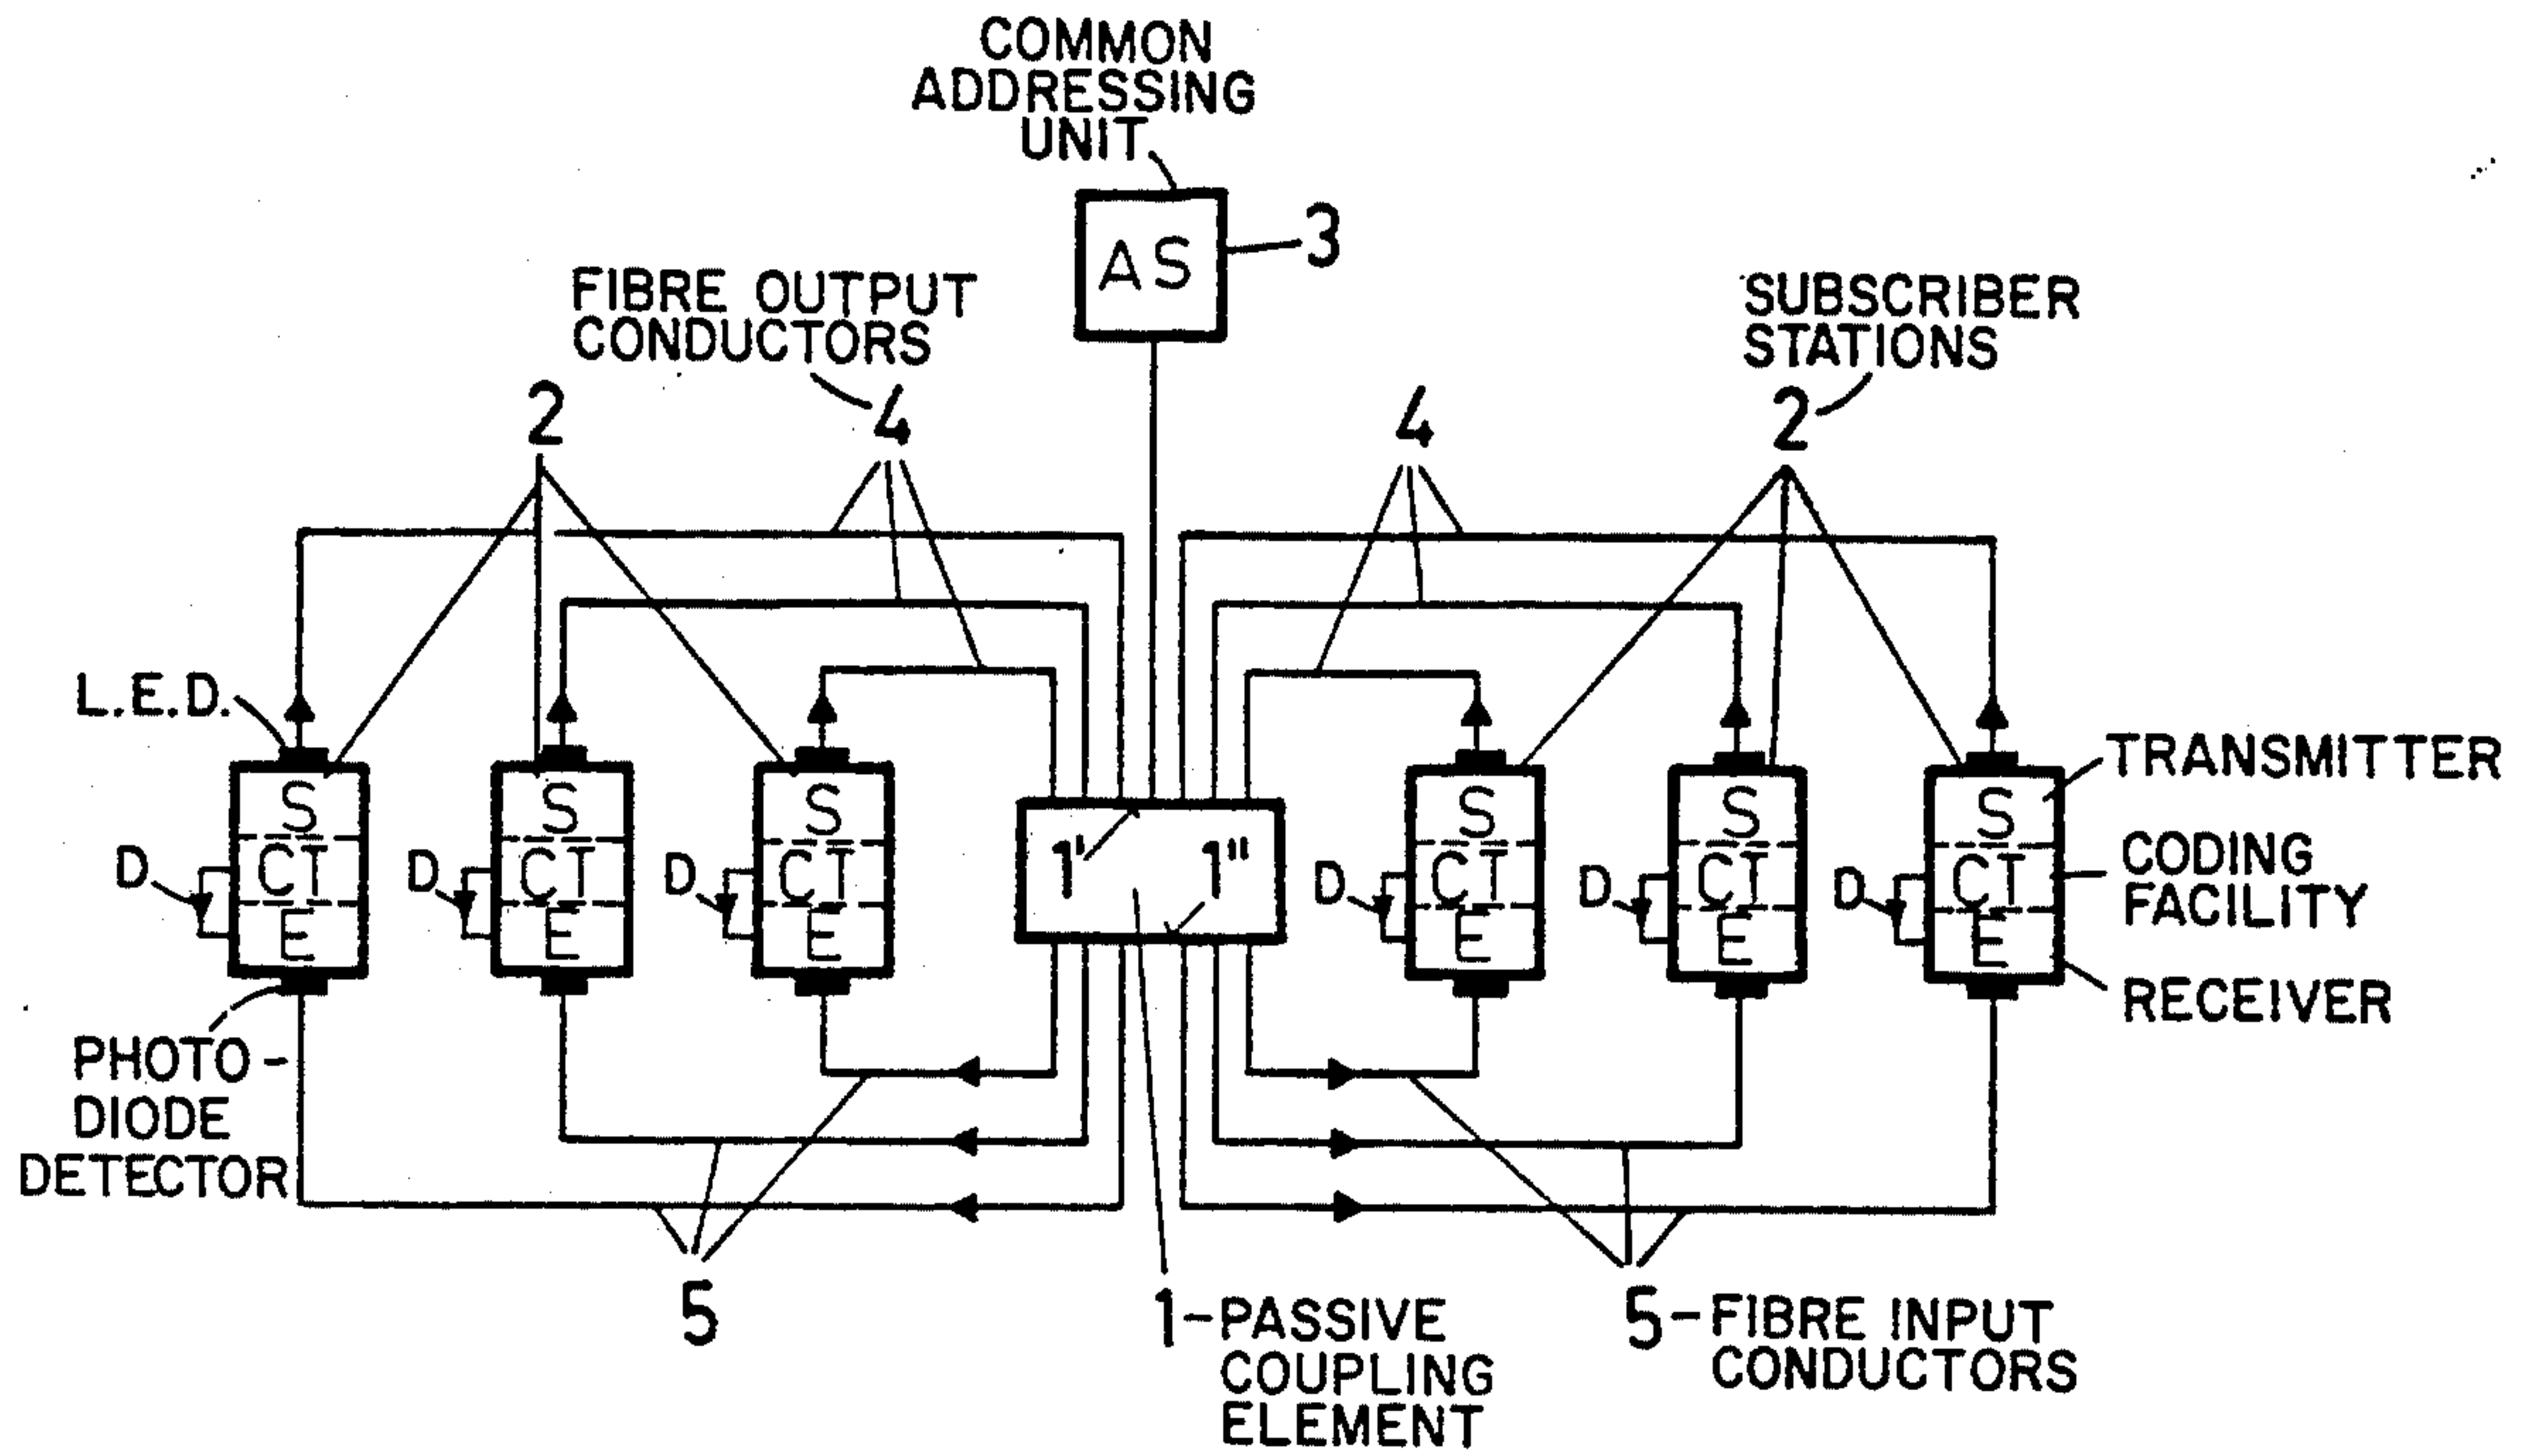 COMMON
ADDRESSING
UNIT
AS
3
FIBRE OUTPUT
CONDUCTORS
SUBSCRIBER
STATIONS
2
4
4
2
L.E.D.
TRANSMITTER
S
S
S
S
S
S
1'
1"
CODING
FACILITY
D
CT
D
CT
D
CT
D
CT
D
CT
D
CT
E
E
E
E
E
E
RECEIVER
PHOTO-
DIODE
DETECTOR
5
1-PASSIVE
COUPLING
ELEMENT
5-FIBRE INPUT
CONDUCTORS